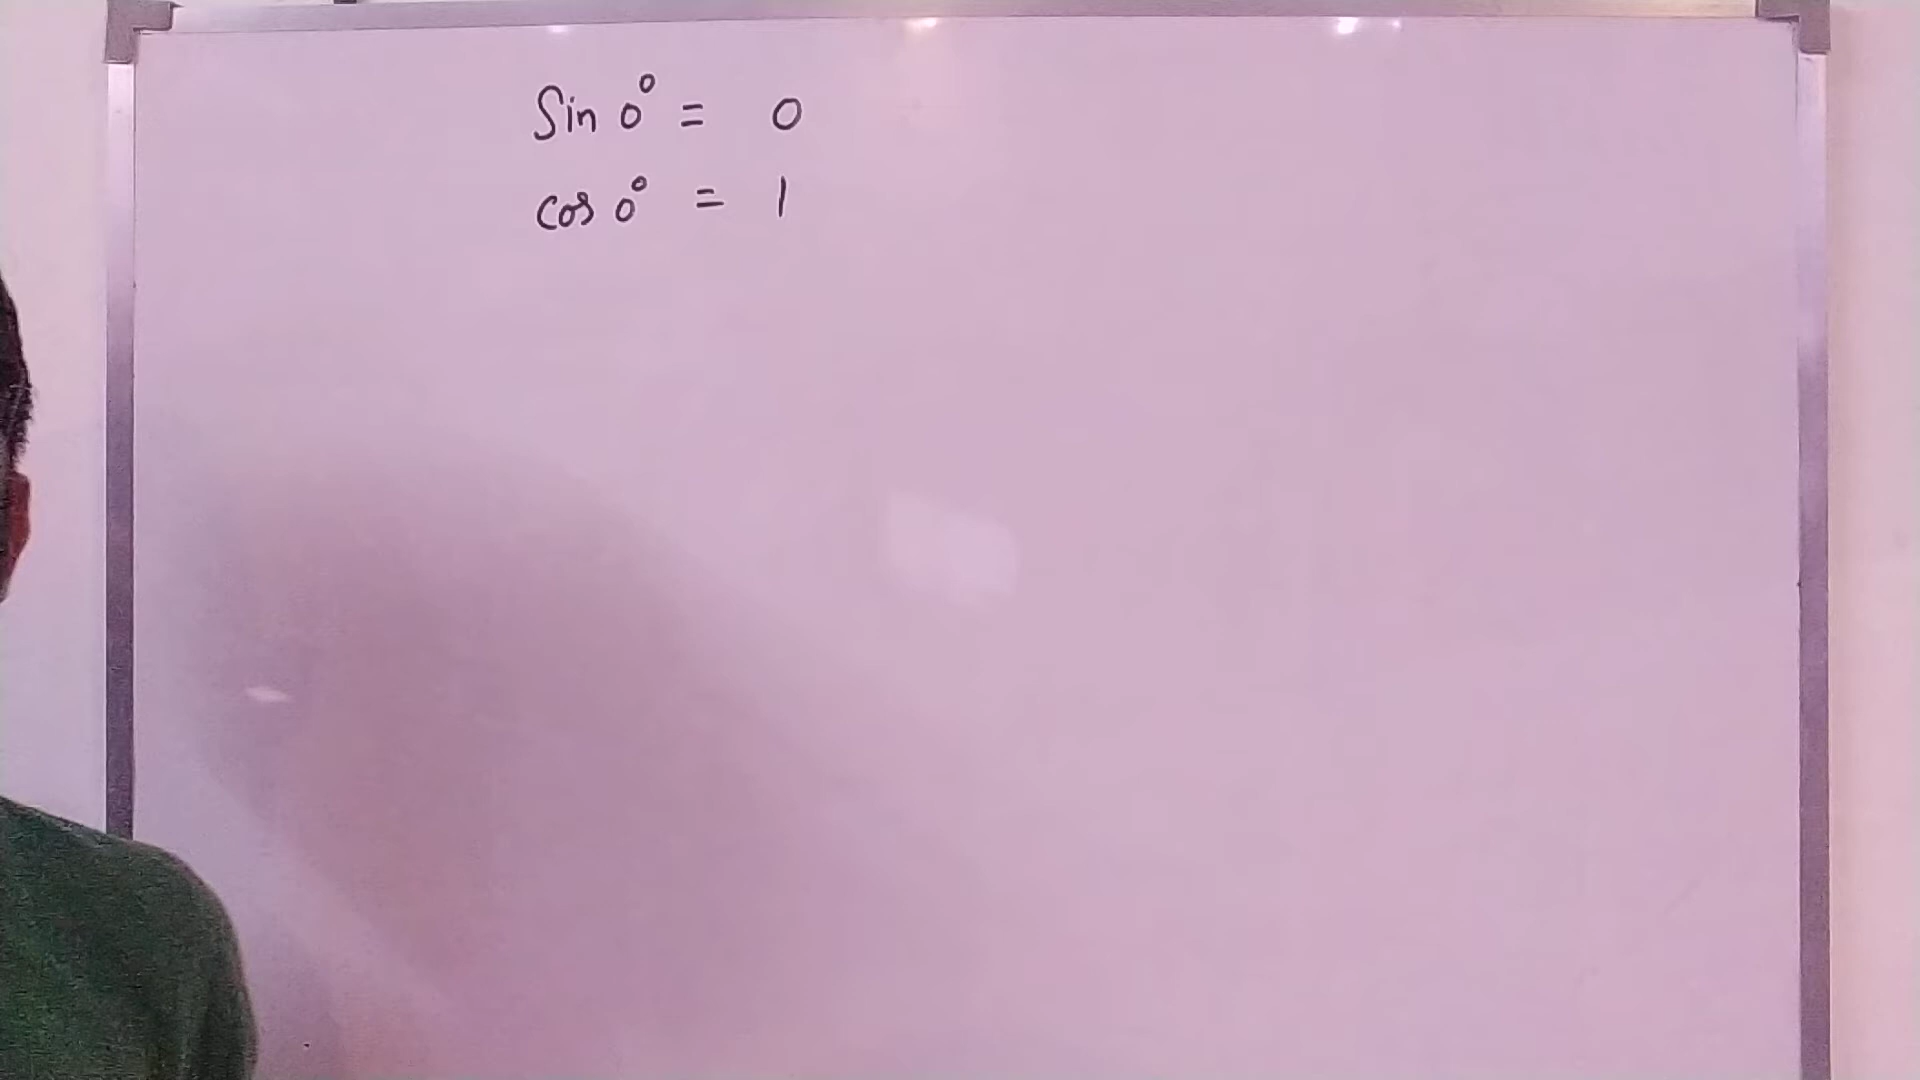 Sin 0° = 0
cos 0° = 1